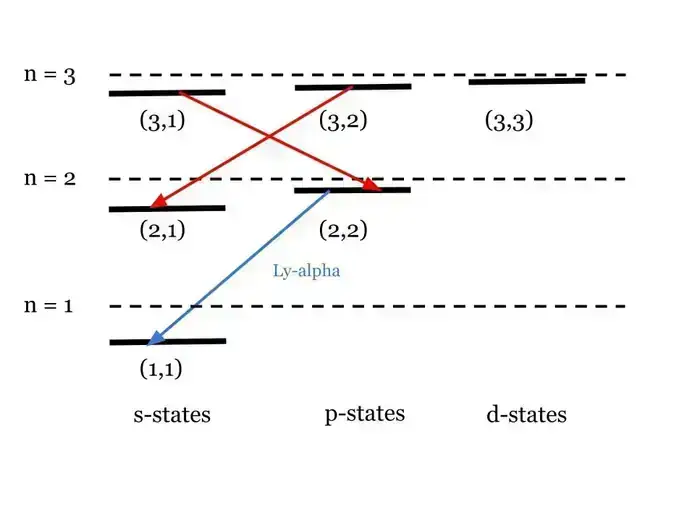 n = 3
(3,1) (3,2) (3,3)
n = 2
(2,1) (2,2)
Ly-alpha
n = 1
(1,1)
s-states p-states d-states